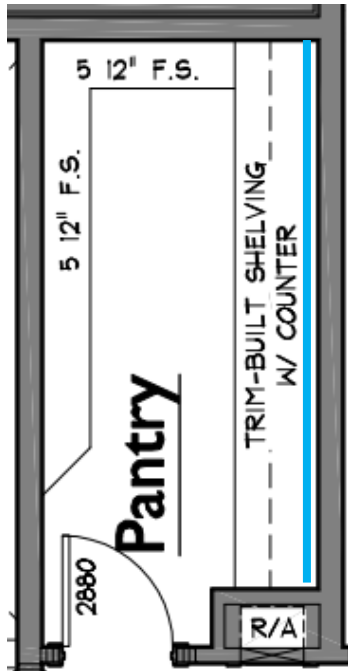 5 12" F.S.
5 12" F.S.
TRIM-BUILT SHELVING
W/ COUNTER
Pantry
2880
R/A